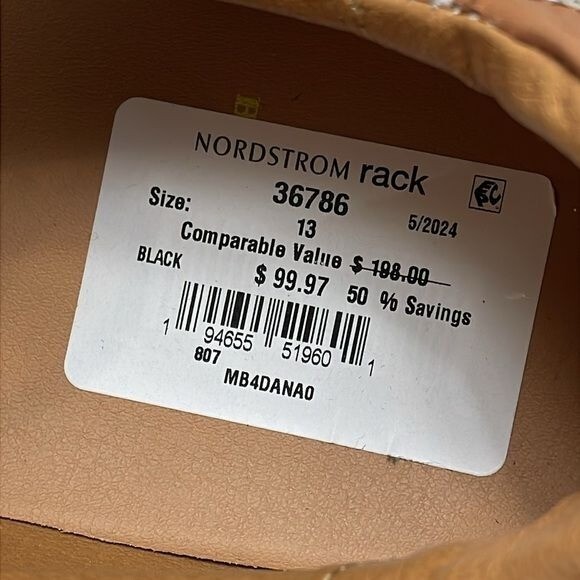 NORDSTROM rack
36786
5/2024
Size: 13
Comparable Value $ 198.00
BLACK $ 99.97 50 % Savings
1 94655 51960 1
807
MB4DANA0